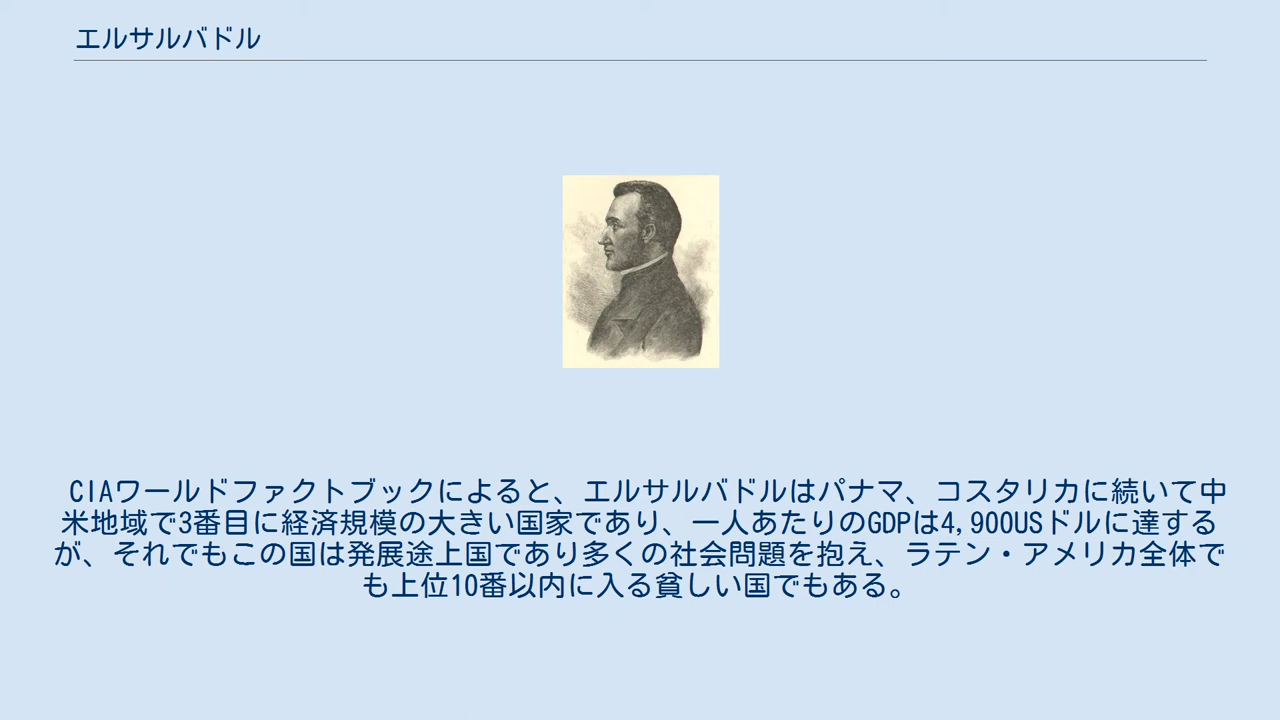 エルサルバドル
CIAワールドファクトブックによると、エルサルバドルはパナマ、コスタリカに続いて中
米地域で3番目に経済規模の大きい国家であり、一人あたりのGDPは4,900USドルに達する
が、それでもこの国は発展途上国であり多くの社会問題を抱え、ラテン・アメリカ全体で
も上位10番以内に入る貧しい国でもある。